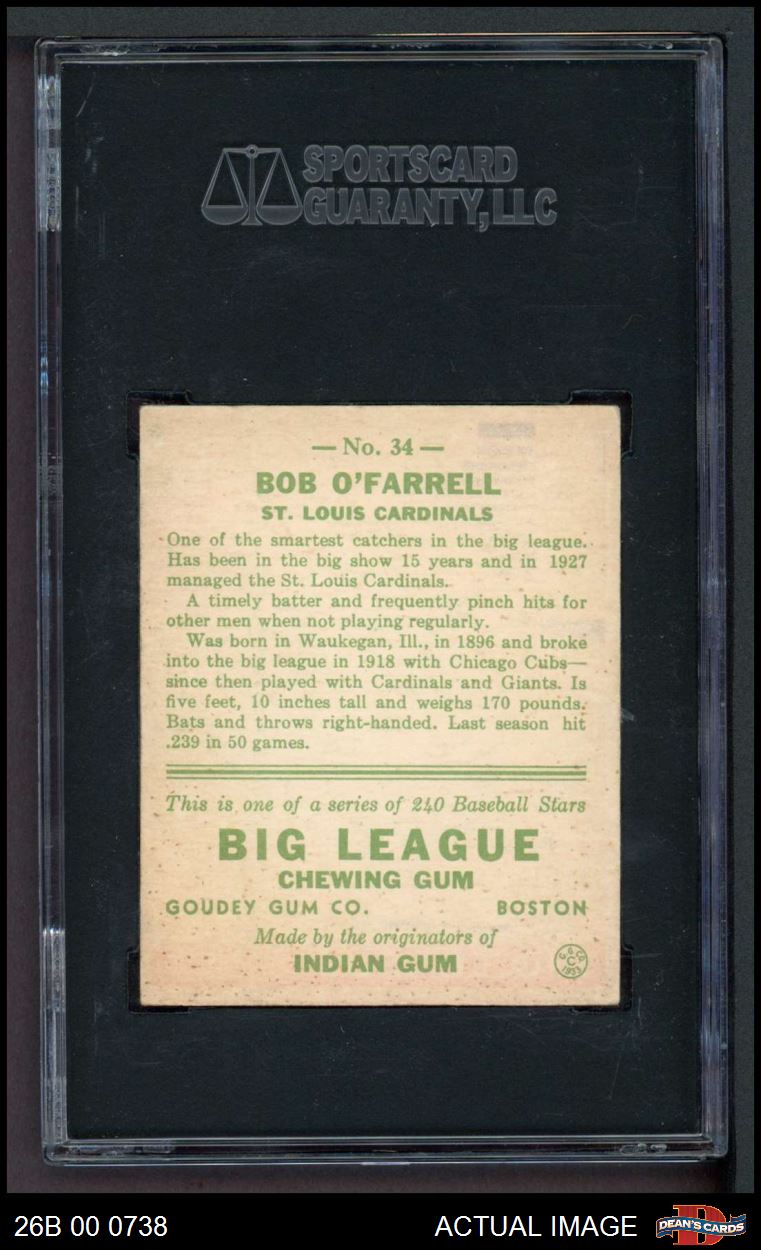 SPORTSCARD
GUARANTY, LLC
— No. 34 —
BOB O'FARRELL
ST. LOUIS CARDINALS
One of the smartest catchers in the big league.
Has been in the big show 15 years and in 1927
managed the St. Louis Cardinals.
A timely batter and frequently pinch hits for
other men when not playing regularly.
Was born in Waukegan, Ill., in 1896 and broke
into the big league in 1918 with Chicago Cubs—
since then played with Cardinals and Giants. Is
five feet, 10 inches tall and weighs 170 pounds.
Bats and throws right-handed. Last season hit
.239 in 50 games.
This is one of a series of 240 Baseball Stars
BIG LEAGUE
CHEWING GUM
GOUDEY GUM CO. BOSTON
Made by the originators of
INDIAN GUM
G. G. Co.
C
1933
26B 00 0738 ACTUAL IMAGE D DEAN'S CARDS